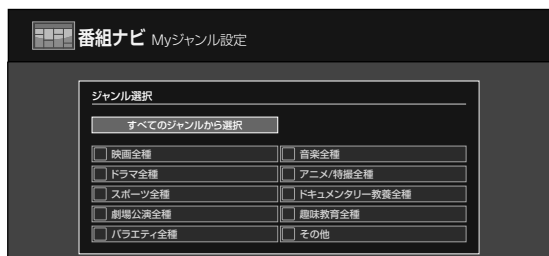 番組ナビ Myジャンル設定
ジャンル選択
すべてのジャンルから選択
映画全種 音楽全種
ドラマ全種 アニメ/特撮全種
スポーツ全種 ドキュメンタリー教養全種
劇場公演全種 趣味教育全種
バラエティ全種 その他